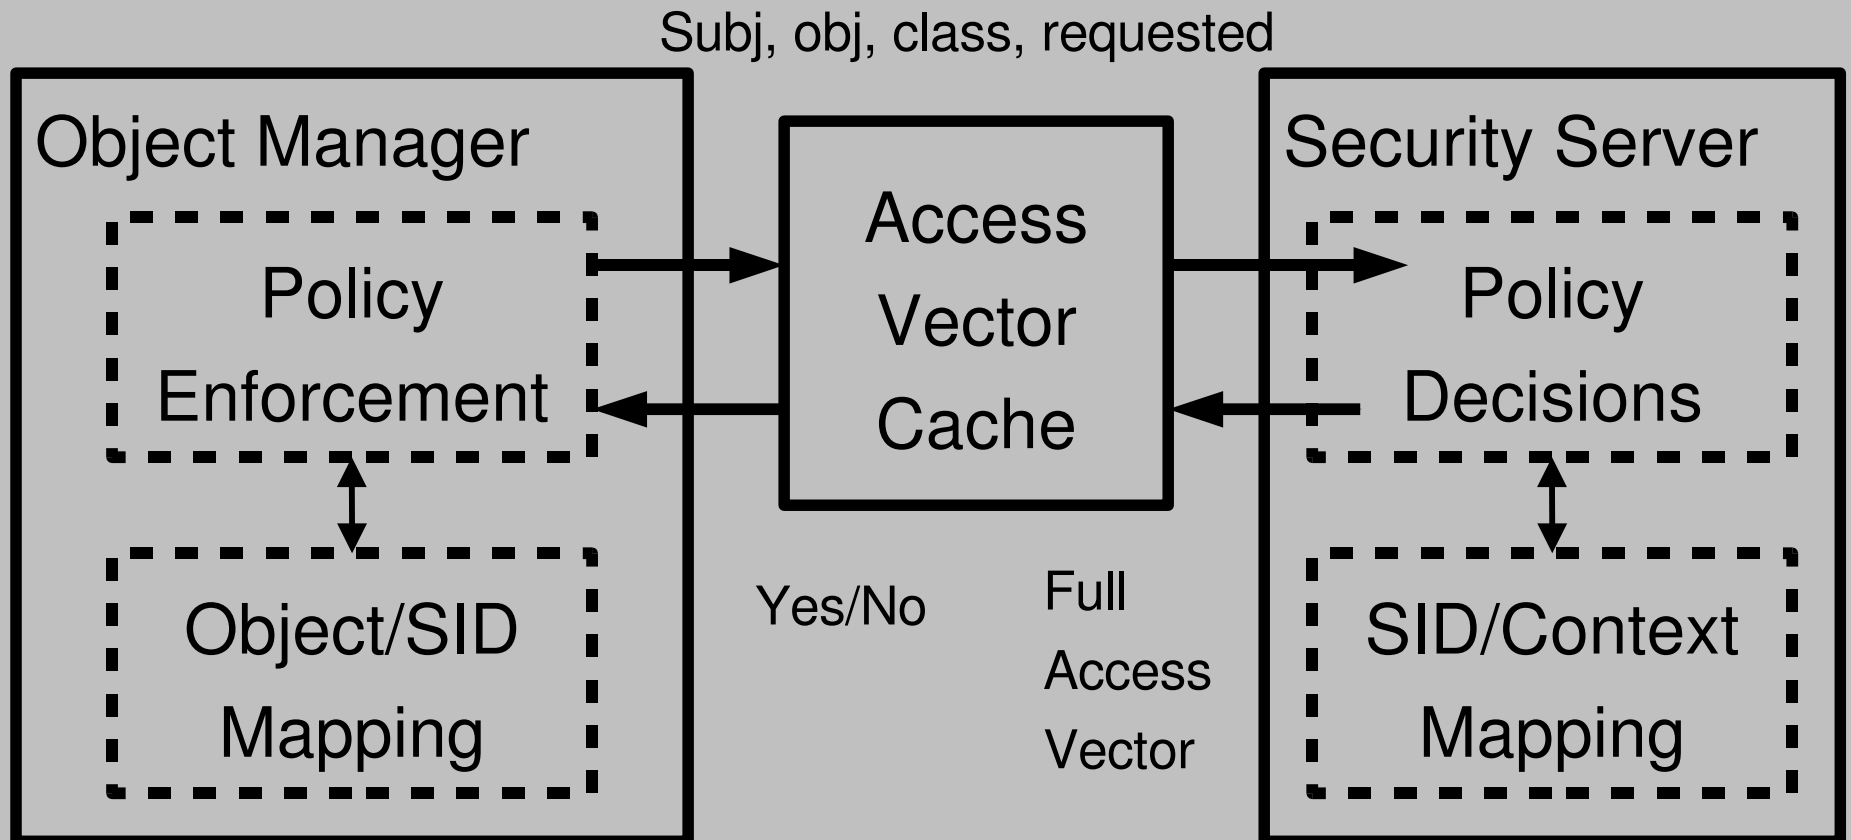 Subj, obj, class, requested
Object Manager
Policy
Enforcement
Object/SID
Mapping
Access
Vector
Cache
Yes/No
Full
Access
Vector
Security Server
Policy
Decisions
SID/Context
Mapping